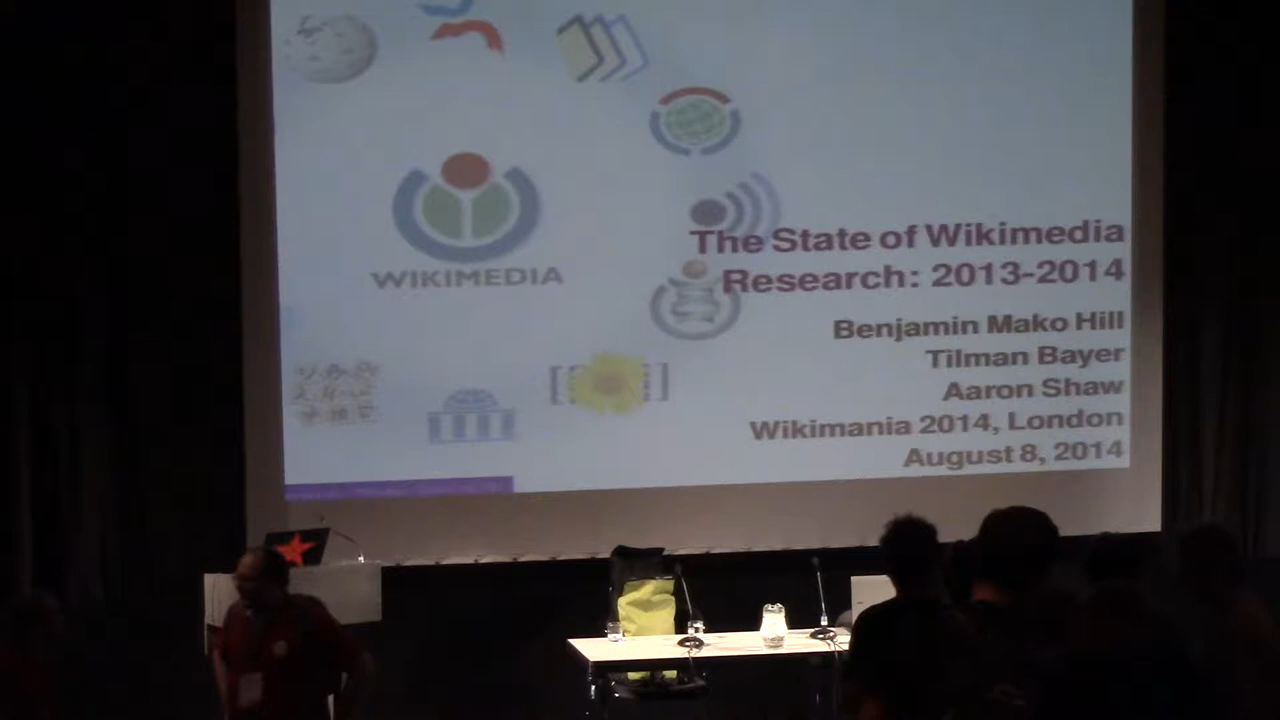 WIKIMEDIA
The State of Wikimedia
Research: 2013-2014
Benjamin Mako Hill
Tilman Bayer
Aaron Shaw
Wikimania 2014, London
August 8, 2014